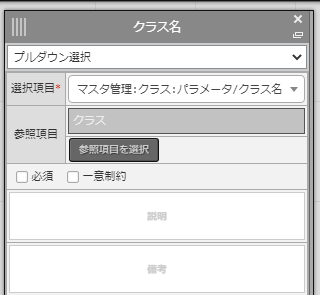 クラス名
プルダウン選択
選択項目* マスタ管理:クラス:パラメータ/クラス名
参照項目 クラス
参照項目を選択
必須 一意制約
説明
備考